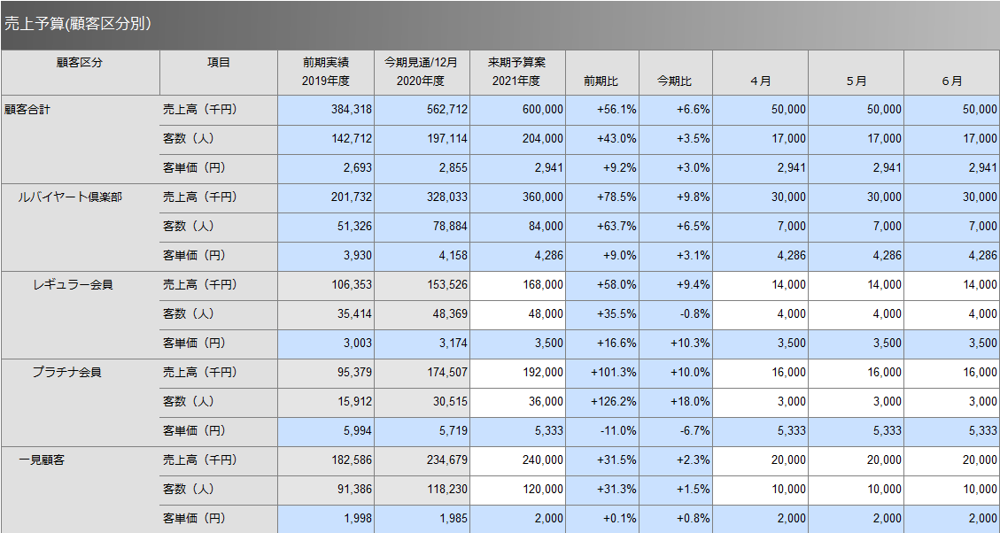 売上予算(顧客区分別)
顧客区分 項目 前期実績 今期見通/12月 来期予算案
2019年度 2020年度 2021年度 前期比 今期比 4月 5月 6月
顧客合計 売上高（千円） 384,318 562,712 600,000 +56.1% +6.6% 50,000 50,000 50,000
客数（人） 142,712 197,114 204,000 +43.0% +3.5% 17,000 17,000 17,000
客単価（円） 2,693 2,855 2,941 +9.2% +3.0% 2,941 2,941 2,941
ルバイヤート倶楽部 売上高（千円） 201,732 328,033 360,000 +78.5% +9.8% 30,000 30,000 30,000
客数（人） 51,326 78,884 84,000 +63.7% +6.5% 7,000 7,000 7,000
客単価（円） 3,930 4,158 4,286 +9.0% +3.1% 4,286 4,286 4,286
レギュラー会員 売上高（千円） 106,353 153,526 168,000 +58.0% +9.4% 14,000 14,000 14,000
客数（人） 35,414 48,369 48,000 +35.5% -0.8% 4,000 4,000 4,000
客単価（円） 3,003 3,174 3,500 +16.6% +10.3% 3,500 3,500 3,500
プラチナ会員 売上高（千円） 95,379 174,507 192,000 +101.3% +10.0% 16,000 16,000 16,000
客数（人） 15,912 30,515 36,000 +126.2% +18.0% 3,000 3,000 3,000
客単価（円） 5,994 5,719 5,333 -11.0% -6.7% 5,333 5,333 5,333
一見顧客 売上高（千円） 182,586 234,679 240,000 +31.5% +2.3% 20,000 20,000 20,000
客数（人） 91,386 118,230 120,000 +31.3% +1.5% 10,000 10,000 10,000
客単価（円） 1,998 1,985 2,000 +0.1% +0.8% 2,000 2,000 2,000